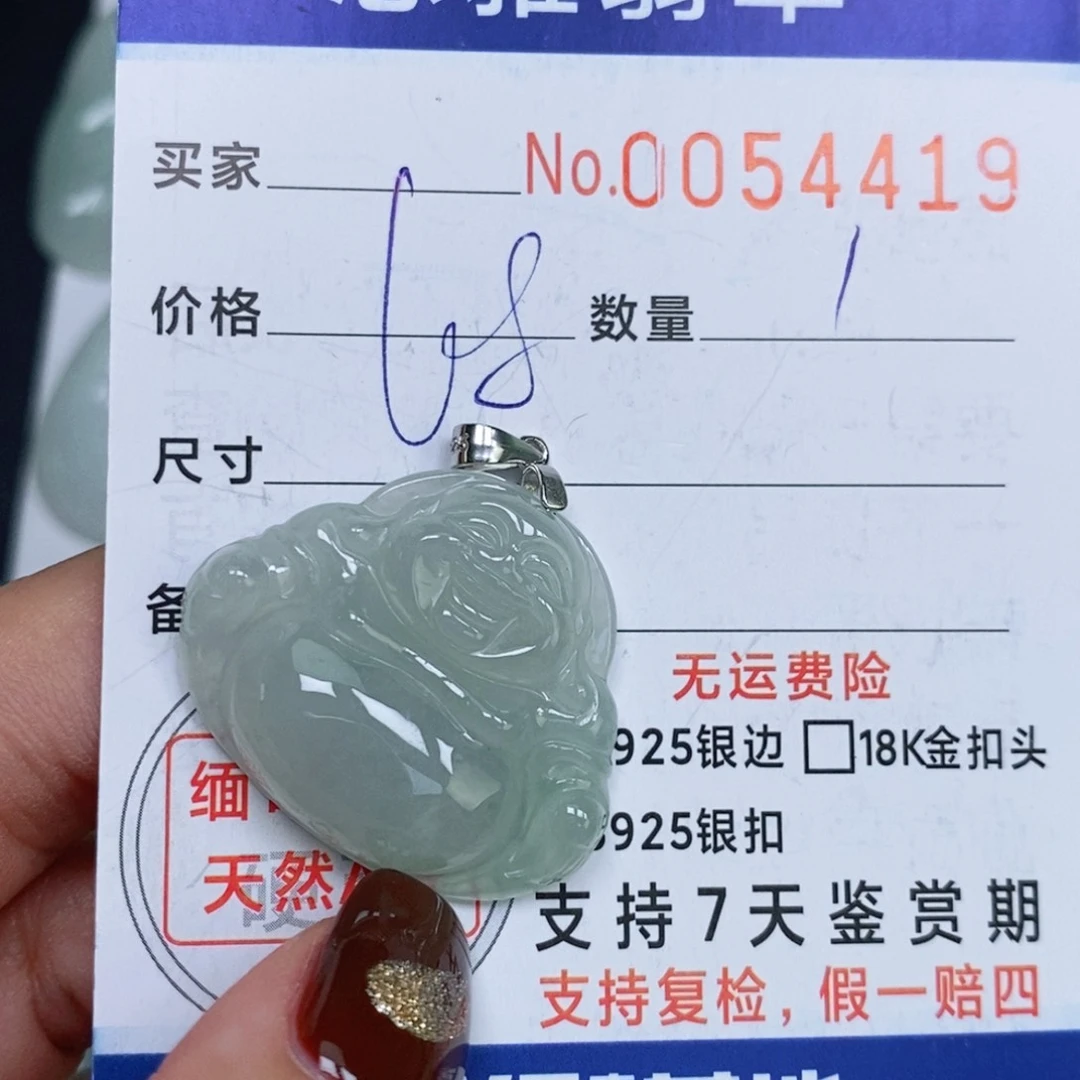 买家 No.0054419
价格 68 数量 1
尺寸
备
无运费险
925银边 18K金扣头
925银扣
缅
天然
支持7天鉴赏期
支持复检,假一赔四